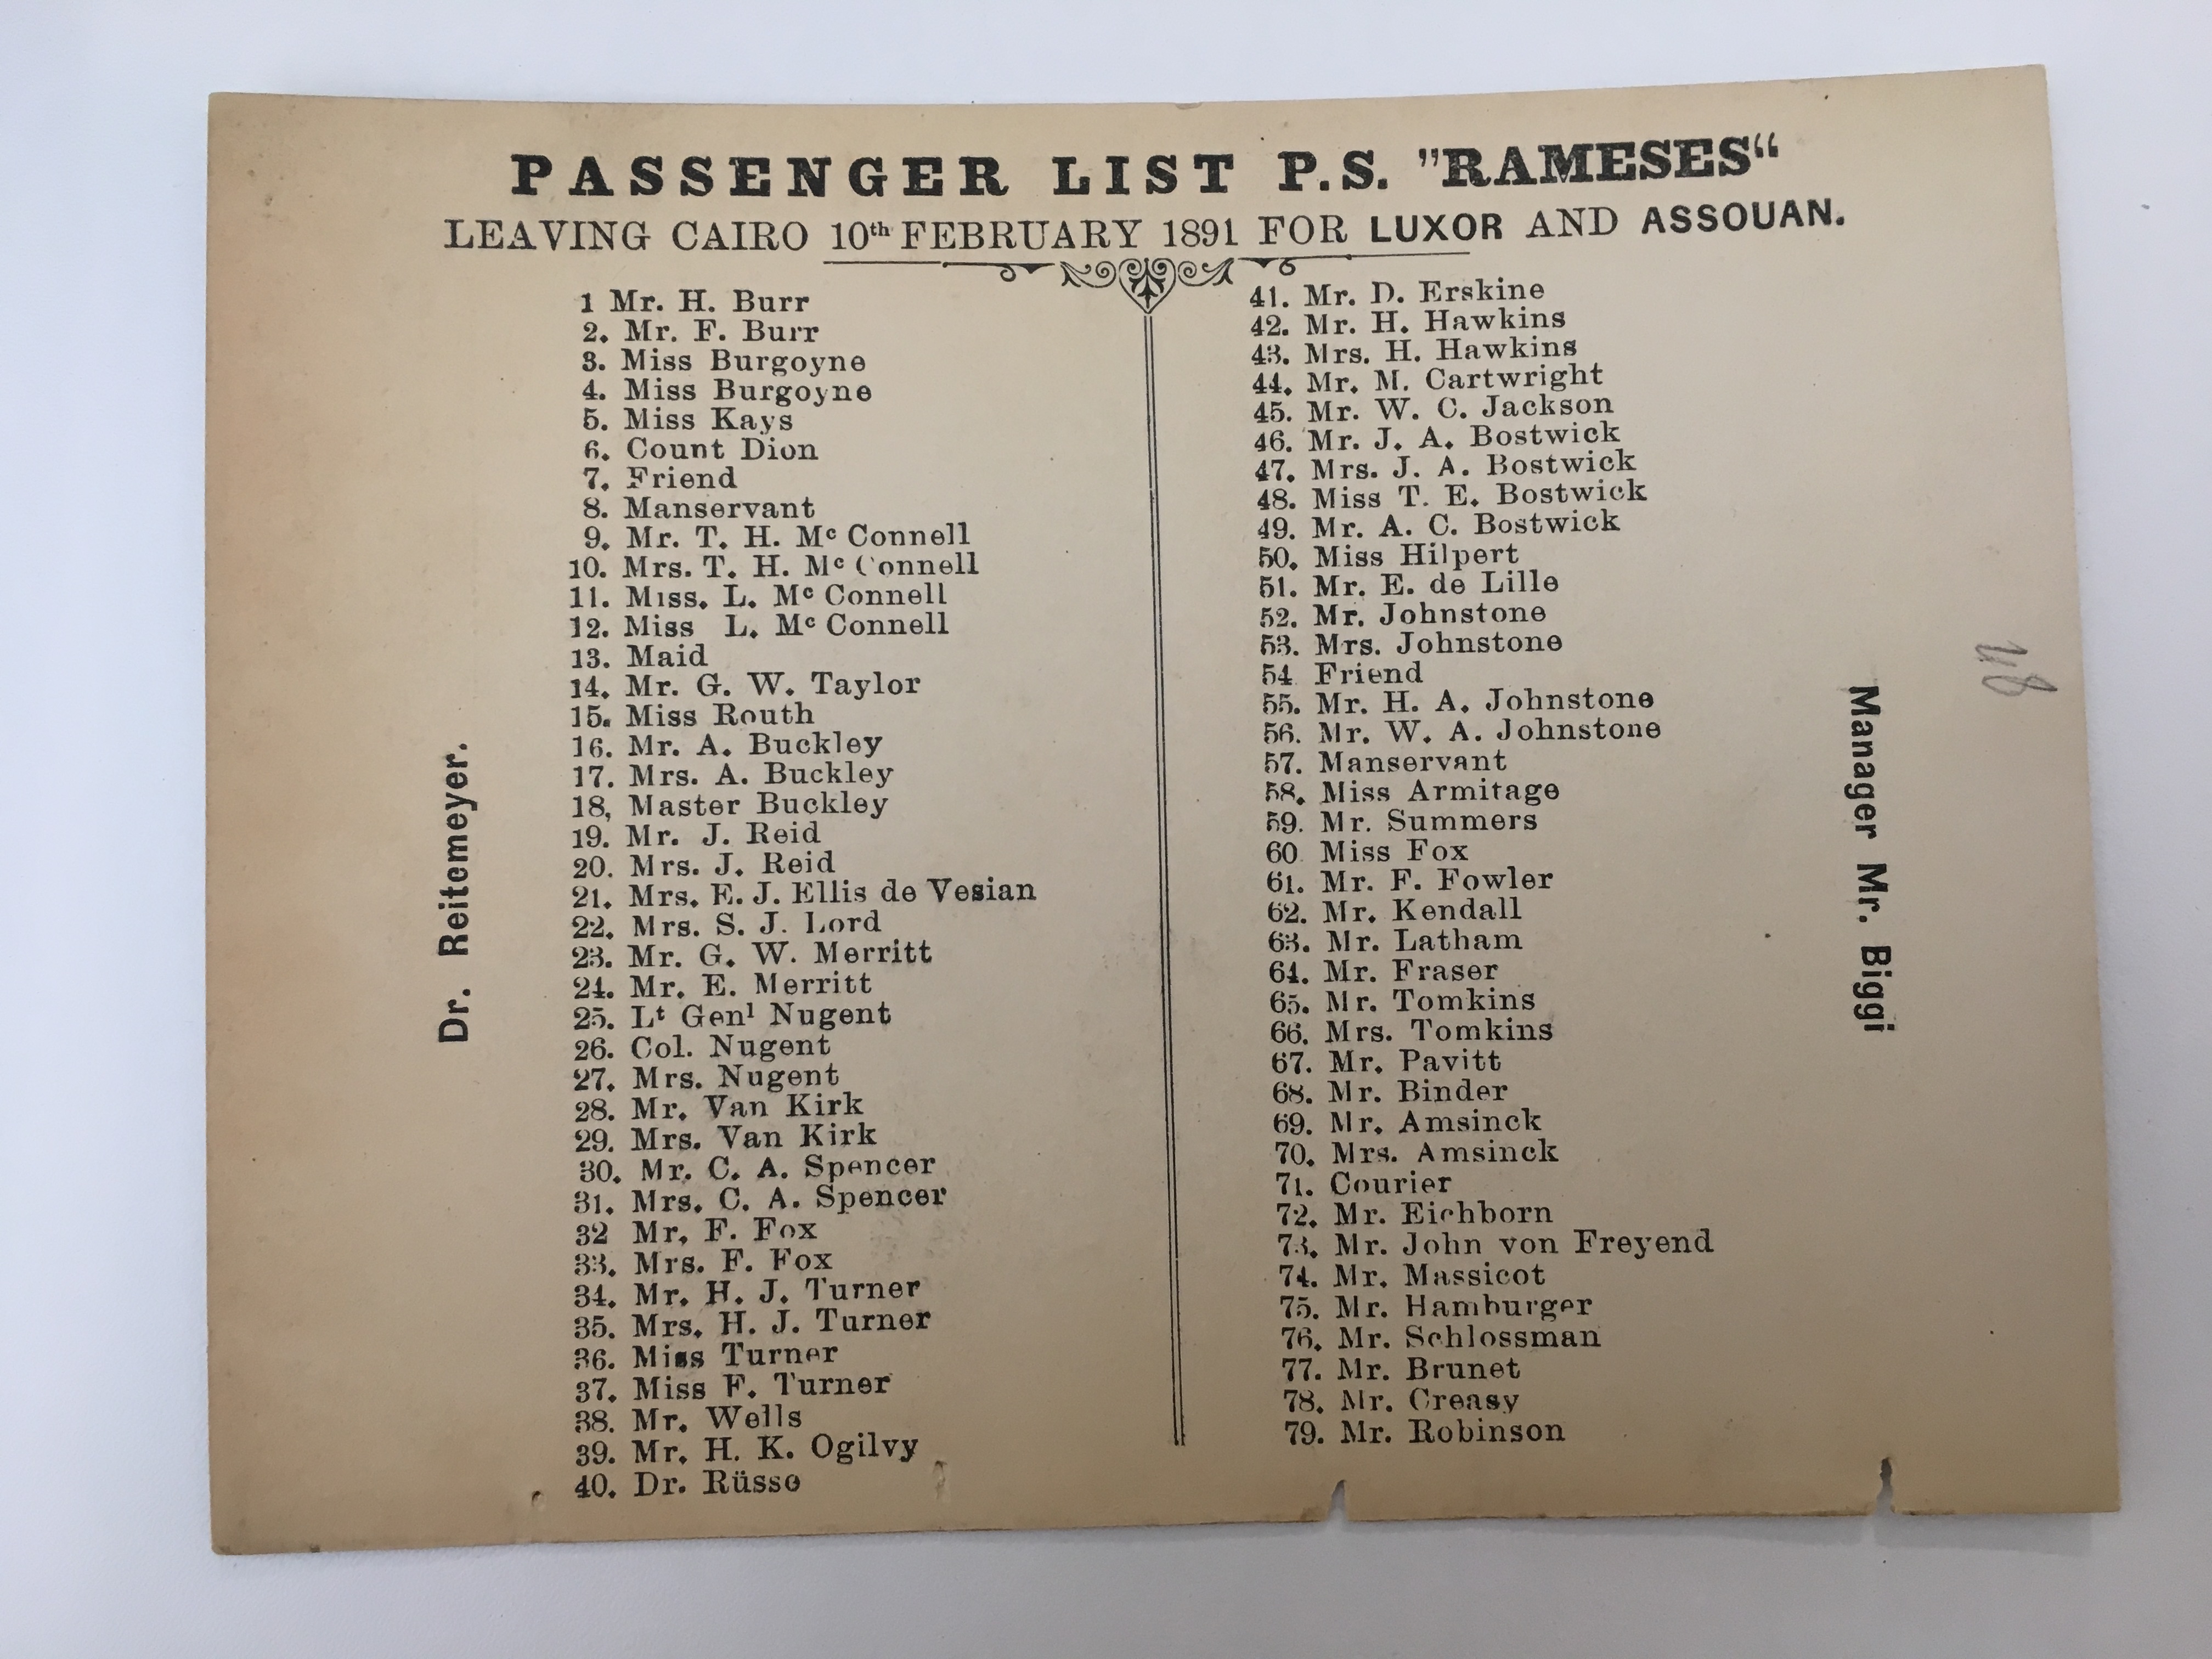 PASSENGER LIST P.S. "RAMESES“
LEAVING CAIRO 10th FEBRUARY 1891 FOR LUXOR AND ASSOUAN.
1 Mr. H. Burr
2. Mr. F. Burr
3. Miss Burgoyne
4. Miss Burgoyne
5. Miss Kays
6. Count Dion
7. Friend
8. Manservant
9. Mr. T. H. Mc Connell
10. Mrs. T. H. Mc Connell
11. Miss. L. Mc Connell
12. Miss L. Mc Connell
13. Maid
14. Mr. G. W. Taylor
15. Miss Routh
16. Mr. A. Buckley
17. Mrs. A. Buckley
18, Master Buckley
19. Mr. J. Reid
20. Mrs. J. Reid
21. Mrs. E. J. Ellis de Vesian
22. Mrs. S. J. Lord
23. Mr. G. W. Merritt
24. Mr. E. Merritt
25. Lt Genl Nugent
26. Col. Nugent
27. Mrs. Nugent
28. Mr. Van Kirk
29. Mrs. Van Kirk
30. Mr. C. A. Spencer
31. Mrs. C. A. Spencer
32 Mr. F. Fox
33. Mrs. F. Fox
34. Mr. H. J. Turner
35. Mrs. H. J. Turner
36. Miss Turner
37. Miss F. Turner
38. Mr. Wells
39. Mr. H. K. Ogilvy
40. Dr. Rüsse
41. Mr. D. Erskine
42. Mr. H. Hawkins
43. Mrs. H. Hawkins
44. Mr. M. Cartwright
45. Mr. W. C. Jackson
46. Mr. J. A. Bostwick
47. Mrs. J. A. Bostwick
48. Miss T. E. Bostwick
49. Mr. A. C. Bostwick
50. Miss Hilpert
51. Mr. E. de Lille
52. Mr. Johnstone
53. Mrs. Johnstone
54 Friend
55. Mr. H. A. Johnstone
56. Mr. W. A. Johnstone
57. Manservant
58. Miss Armitage
59. Mr. Summers
60 Miss Fox
61. Mr. F. Fowler
62. Mr. Kendall
63. Mr. Latham
64. Mr. Fraser
65. Mr. Tomkins
66. Mrs. Tomkins
67. Mr. Pavitt
68. Mr. Binder
69. Mr. Amsinck
70. Mrs. Amsinck
71. Courier
72. Mr. Eichborn
73. Mr. John von Freyend
74. Mr. Massicot
75. Mr. Hamburger
76. Mr. Schlossman
77. Mr. Brunet
78. Mr. Creasy
79. Mr. Robinson
Dr. Reitemeyer.
Manager Mr. Biggi